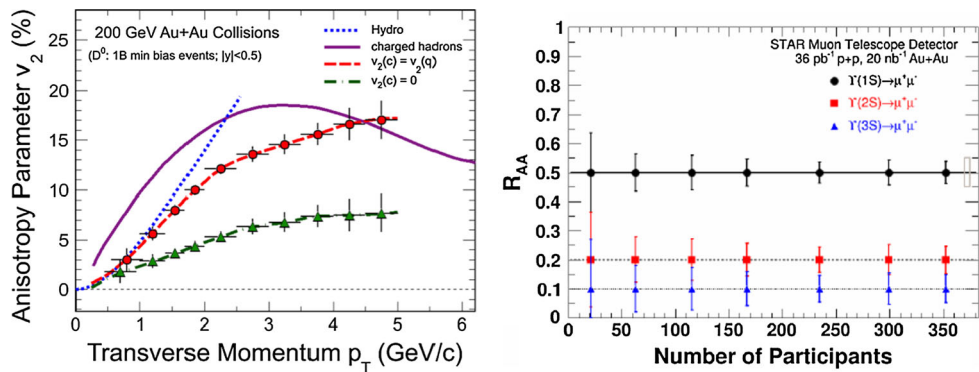 200 GeV Au+Au Collisions
(D⁰: 1B min bias events; |y|<0.5)
Hydro
charged hadrons
v₂(c) = v₂(q)
v₂(c) = 0
Anisotropy Parameter v₂ (%)
20
15
10
5
0
0 1 2 3 4 5 6
Transverse Momentum p_T (GeV/c)
STAR Muon Telescope Detector
36 pb⁻¹ p+p, 20 nb⁻¹ Au+Au
ϒ(1S)→μ⁺μ⁻
ϒ(2S)→μ⁺μ⁻
ϒ(3S)→μ⁺μ⁻
R_AA
1
0.9
0.8
0.7
0.6
0.5
0.4
0.3
0.2
0.1
0
0 50 100 150 200 250 300 350
Number of Participants